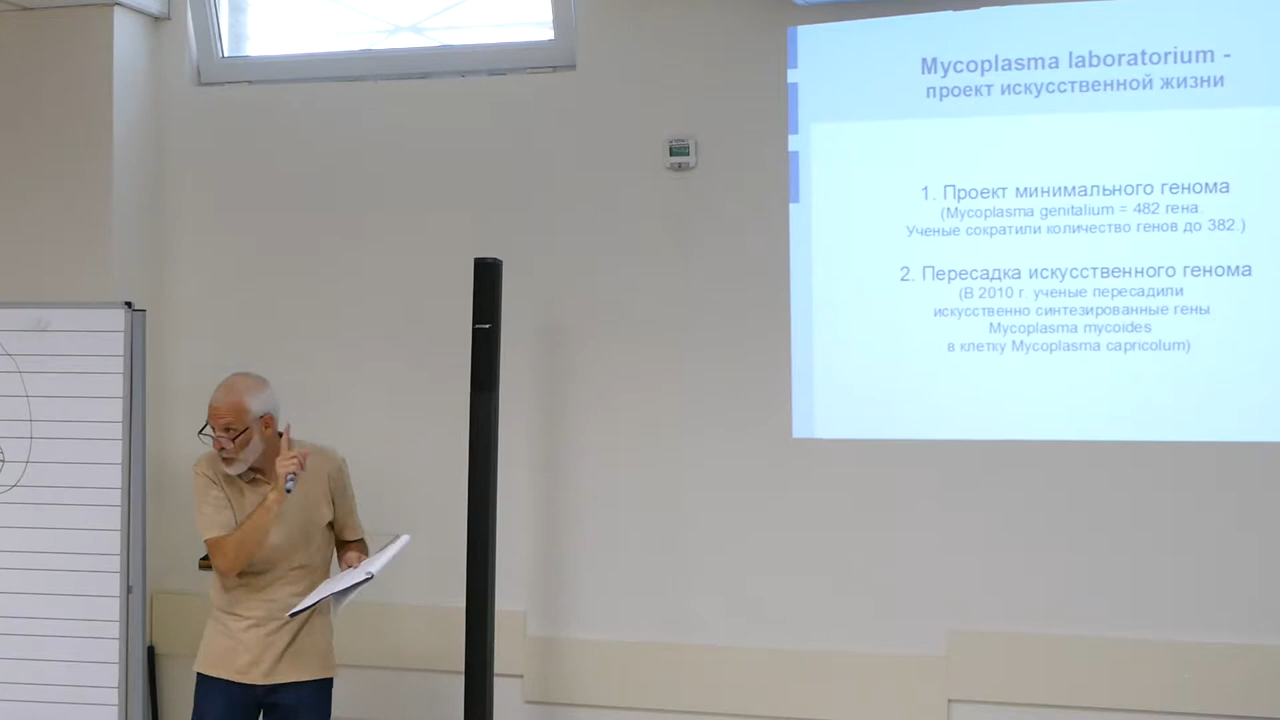 Mycoplasma laboratorium -
проект искусственной жизни
1. Проект минимального генома
(Mycoplasma genitalium = 482 гена.
Ученые сократили количество генов до 382.)
2. Пересадка искусственного генома
(В 2010 г. ученые пересадили
искусственно синтезированные гены
Mycoplasma mycoides
в клетку Mycoplasma capricolum)
BOSE